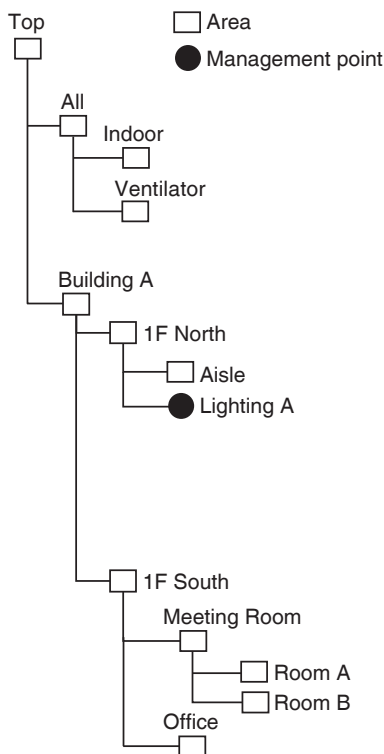 Top
Area
Management point
All
Indoor
Ventilator
Building A
1F North
Aisle
Lighting A
1F South
Meeting Room
Room A
Room B
Office